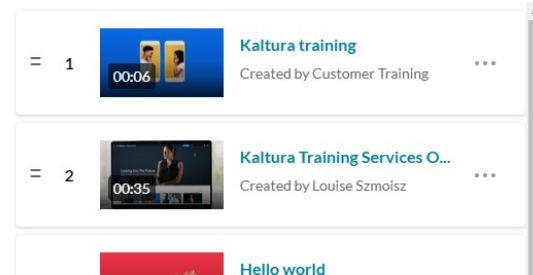 1
00:06
Kaltura training
Created by Customer Training
2
00:35
Kaltura Training Services O...
Created by Louise Szmoisz
Hello world